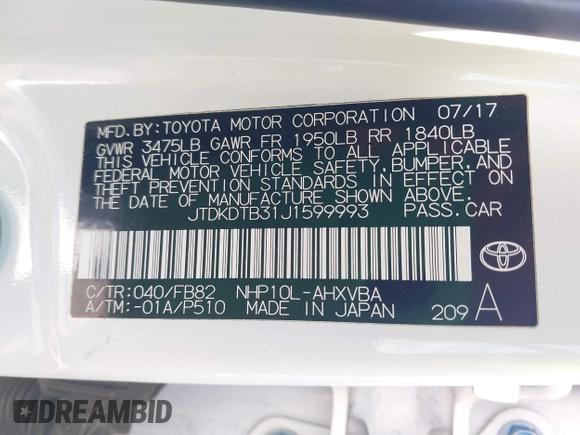 MFD.BY:TOYOTA MOTOR CORPORATION 07/17
GVWR 3475LB GAWR FR 1950LB RR 1840LB
THIS VEHICLE CONFORMS TO ALL APPLICABLE
FEDERAL MOTOR VEHICLE SAFETY,BUMPER,AND
THEFT PREVENTION STANDARDS IN EFFECT ON
THE DATE OF MANUFACTURE SHOWN ABOVE.
JTDKDTB31J1599993 PASS.CAR
C/TR:040/FB82 NHP10L-AHXVBA
A/TM:-01A/P510 MADE IN JAPAN 209 A
DREAMBID